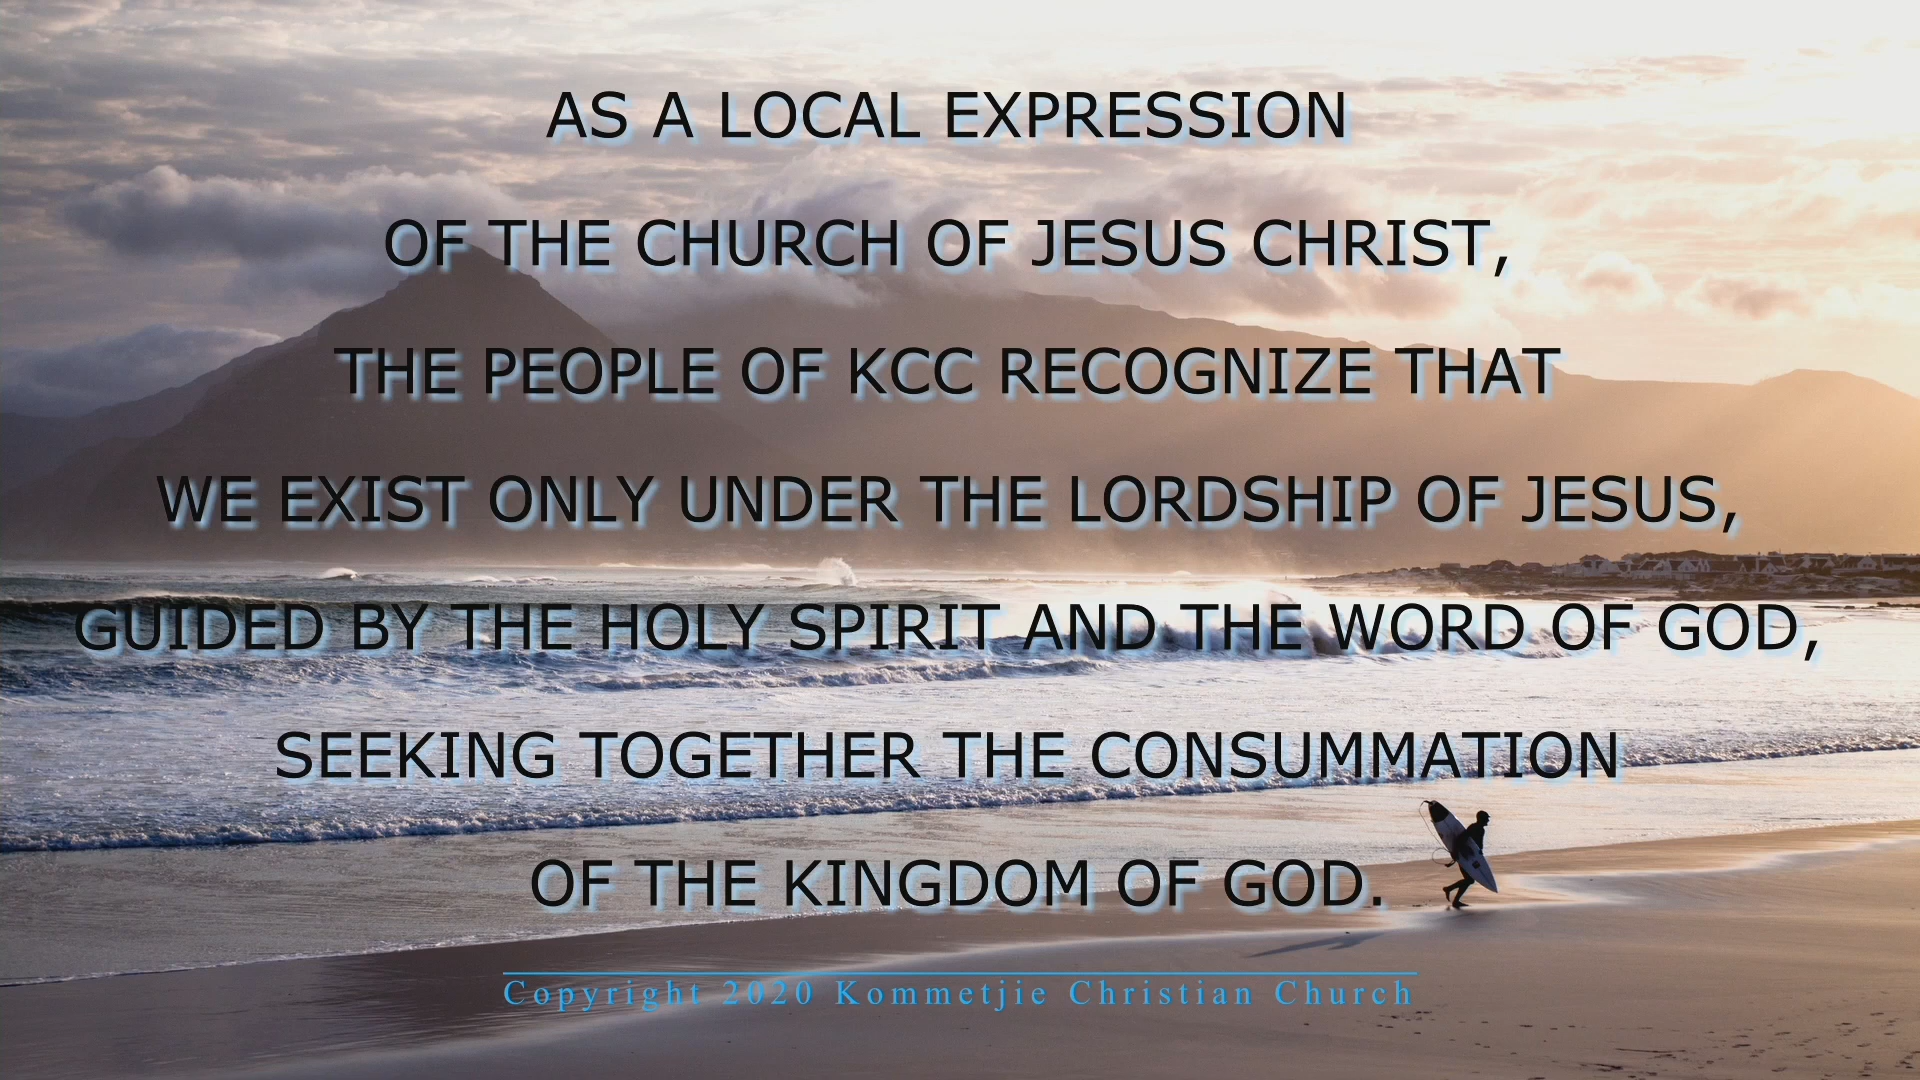 AS A LOCAL EXPRESSION
OF THE CHURCH OF JESUS CHRIST,
THE PEOPLE OF KCC RECOGNIZE THAT
WE EXIST ONLY UNDER THE LORDSHIP OF JESUS,
GUIDED BY THE HOLY SPIRIT AND THE WORD OF GOD,
SEEKING TOGETHER THE CONSUMMATION
OF THE KINGDOM OF GOD.
Copyright 2020 Kommetjie Christian Church